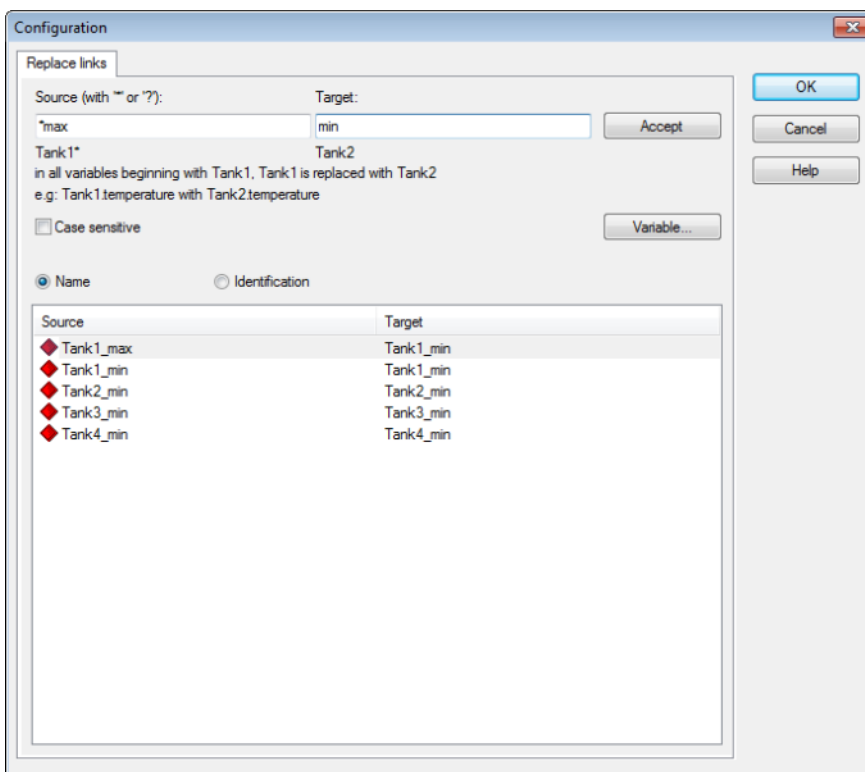 Configuration
Replace links
Source (with '*' or '?'): Target:
*max min Accept
Tank1* Tank2
in all variables beginning with Tank1, Tank1 is replaced with Tank2
e.g: Tank1.temperature with Tank2.temperature
Case sensitive Variable...
Name Identification
Source Target
Tank1_max Tank1_min
Tank1_min Tank1_min
Tank2_min Tank2_min
Tank3_min Tank3_min
Tank4_min Tank4_min
OK
Cancel
Help